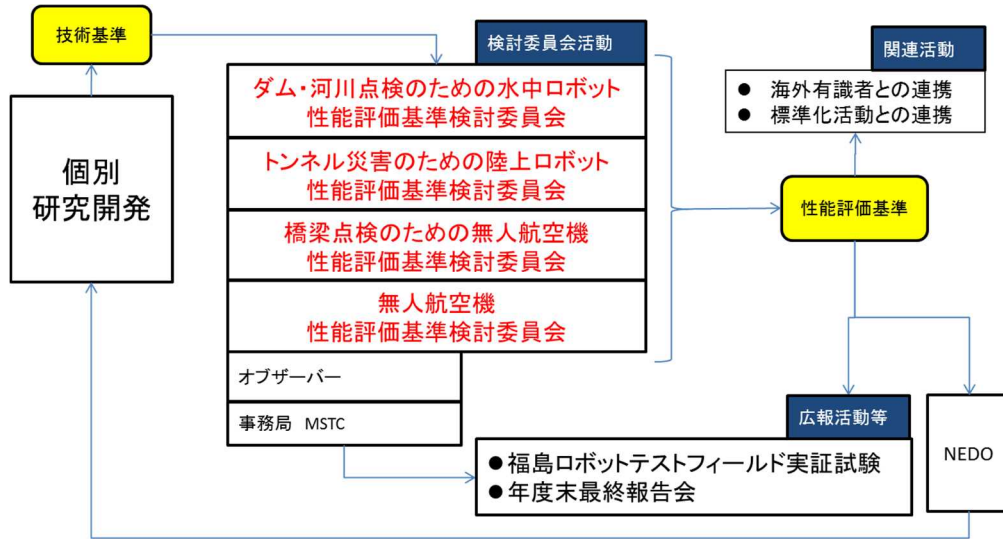 技術基準
個別
研究開発
検討委員会活動
ダム・河川点検のための水中ロボット
性能評価基準検討委員会
トンネル災害のための陸上ロボット
性能評価基準検討委員会
橋梁点検のための無人航空機
性能評価基準検討委員会
無人航空機
性能評価基準検討委員会
オブザーバー
事務局 MSTC
関連活動
● 海外有識者との連携
● 標準化活動との連携
性能評価基準
広報活動等
●福島ロボットテストフィールド実証試験
●年度末最終報告会
NEDO